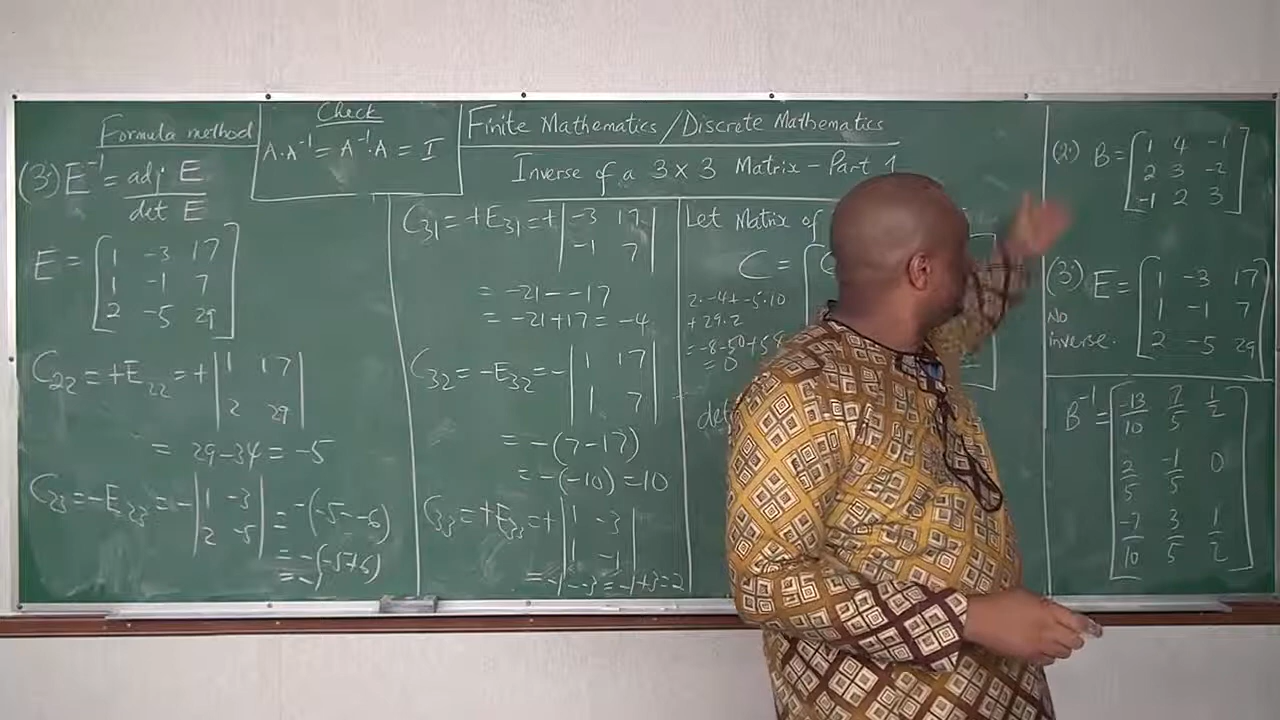 Formula method
(3.) E⁻¹ = adj E / det E
E = [1 -3 17
1 -1 7
2 -5 29]
C₂₂ = +E₂₂ = + |1 17
2 29|
= 29-34 = -5
C₂₃ = -E₂₃ = - |1 -3
2 -5| = -(-5--6)
= -(-5+6)
Check
A·A⁻¹ = A⁻¹·A = I
Finite Mathematics/Discrete Mathematics
Inverse of a 3×3 Matrix - Part 1
C₃₁ = +E₃₁ = + |-3 17
-1 7|
= -21--17
= -21+17 = -4
C₃₂ = -E₃₂ = - |1 17
1 7|
= -(7-17)
= -(-10) = 10
C₃₃ = +E₃₃ = + |1 -3
1 -1|
= -1--3 = -1+3 = 2
Let Matrix of
C = [C
2·-4+-5·10
+29·2
= -8-50+58
= 0
det
(2.) B = [1 4 -1
2 3 -2
-1 2 3]
(3.) E = [1 -3 17
1 -1 7
2 -5 29]
No
inverse.
B⁻¹ = [-13/10 7/5 1/2
2/5 -1/5 0
-7/10 3/5 1/2]